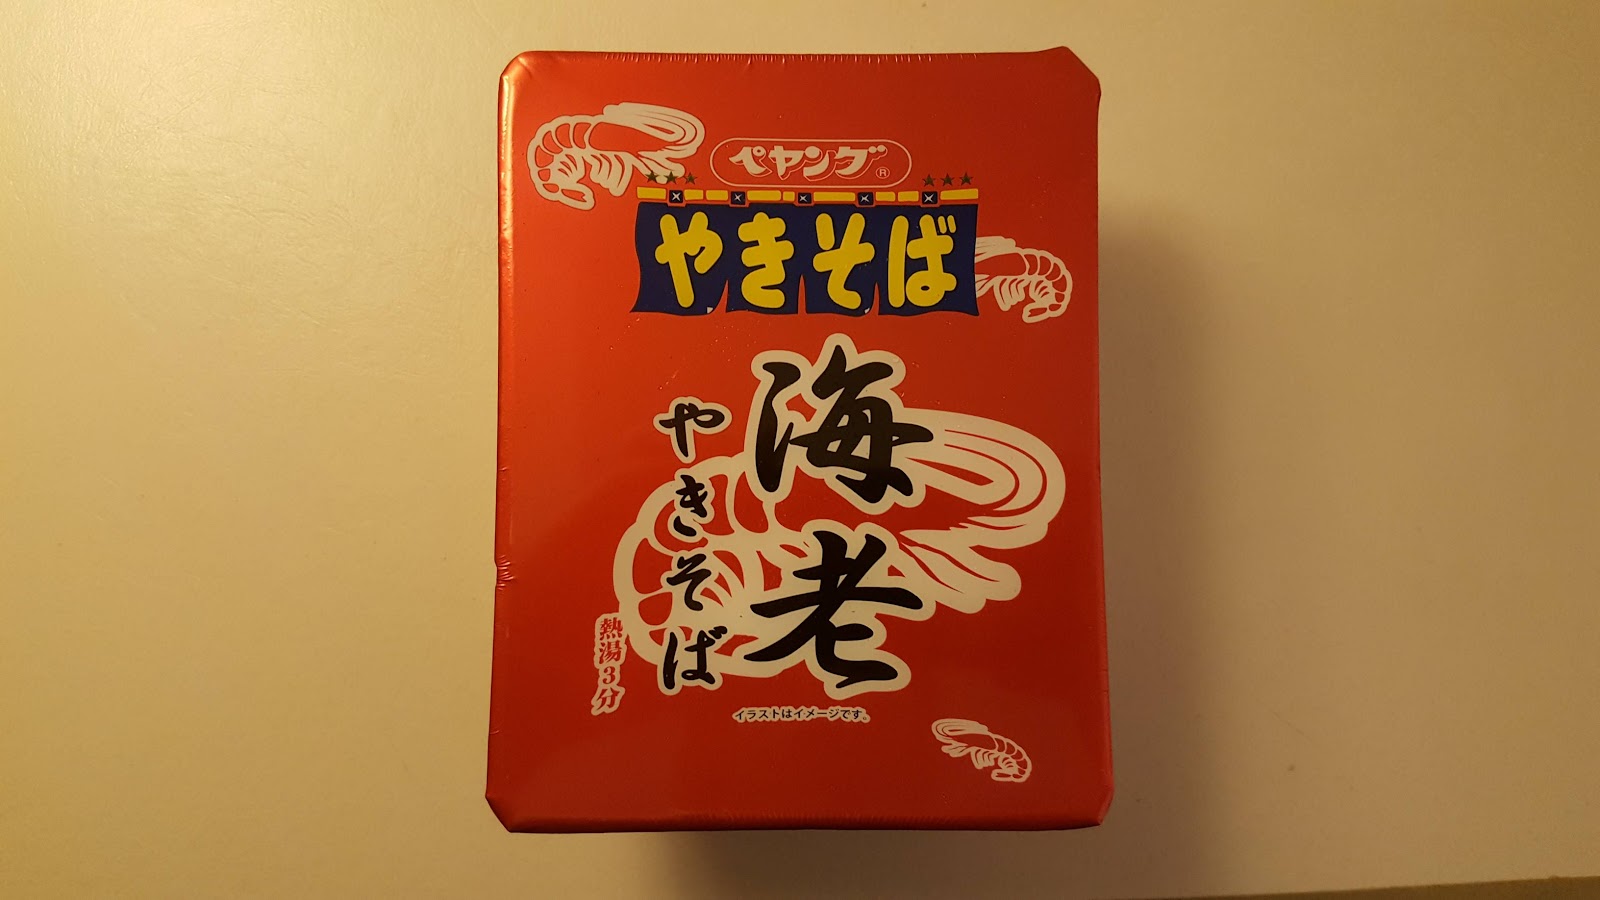 ペヤング®
やきそば
海老
やきそば
熱湯3分
イラストはイメージです。